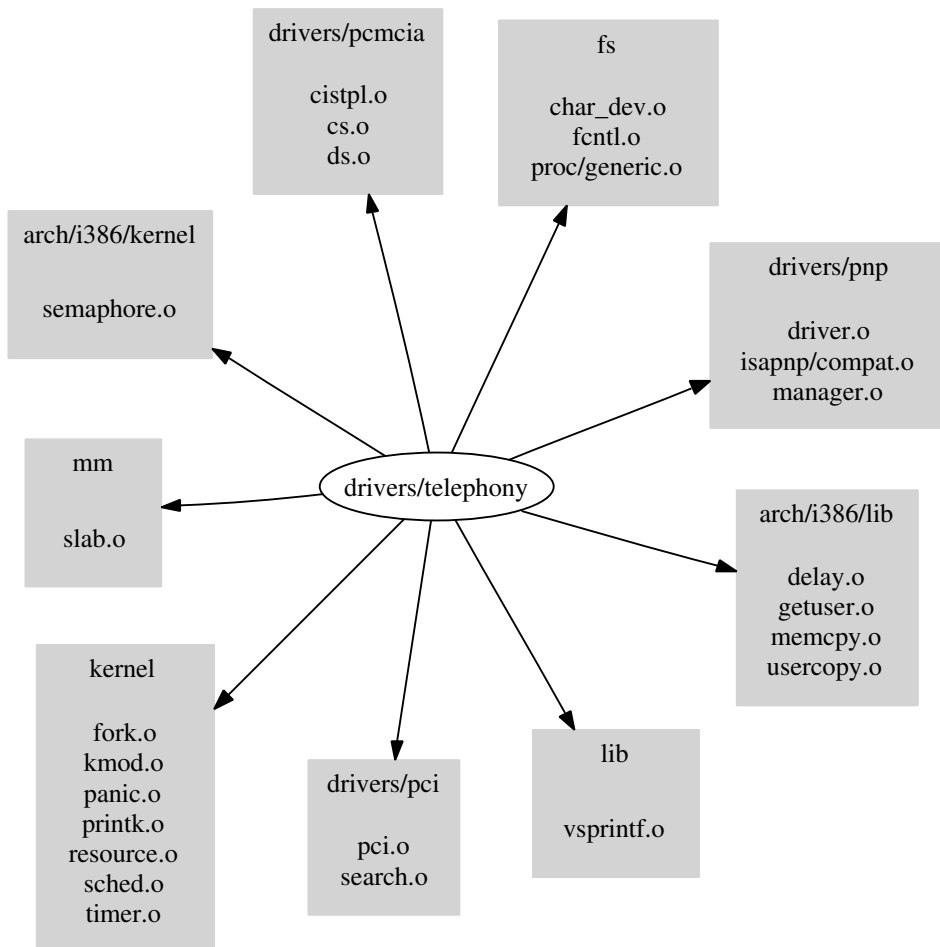 drivers/pcmcia
cistpl.o
cs.o
ds.o
fs
char_dev.o
fcntl.o
proc/generic.o
arch/i386/kernel
semaphore.o
drivers/pnp
driver.o
isapnp/compat.o
manager.o
mm
slab.o
drivers/telephony
arch/i386/lib
delay.o
getuser.o
memcpy.o
usercopy.o
kernel
fork.o
kmod.o
panic.o
printk.o
resource.o
sched.o
timer.o
drivers/pci
pci.o
search.o
lib
vsprintf.o